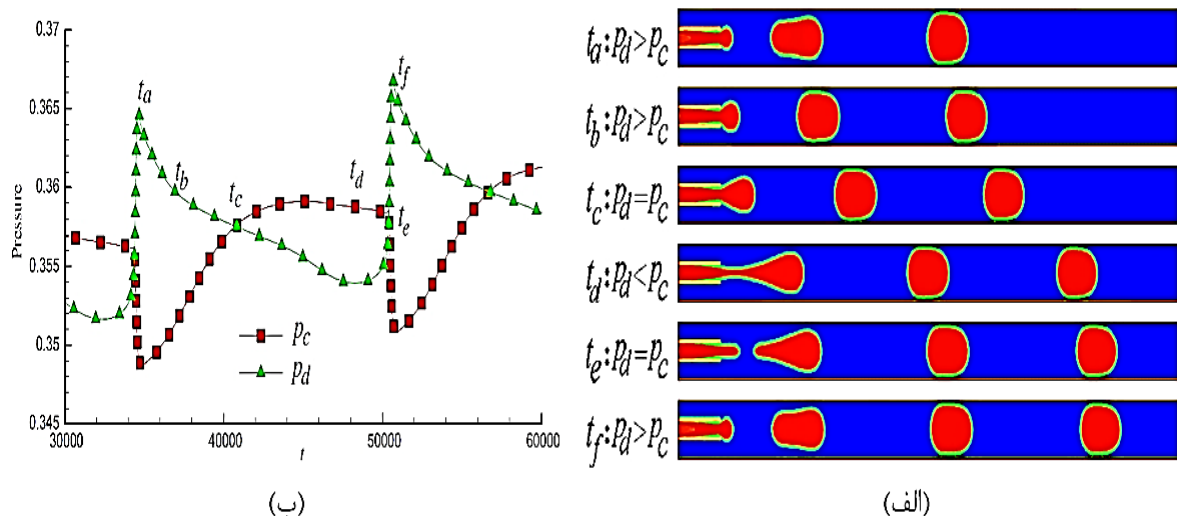 0.37
0.365
0.36
0.355
0.35
0.345
Pressure
30000
40000
50000
60000
t
t_a
t_b
t_c
t_d
t_e
t_f
p_c
p_d
(ب)
t_a:p_d>p_c
t_b:p_d>p_c
t_c:p_d=p_c
t_d:p_d<p_c
t_e:p_d=p_c
t_f:p_d>p_c
(الف)